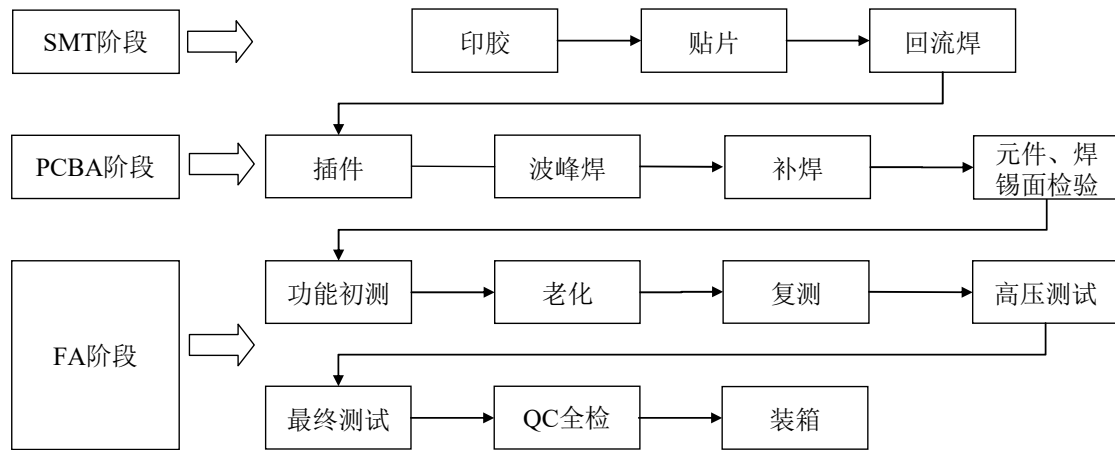 SMT阶段
印胶
贴片
回流焊
PCBA阶段
插件
波峰焊
补焊
元件、焊
锡面检验
FA阶段
功能初测
老化
复测
高压测试
最终测试
QC全检
装箱